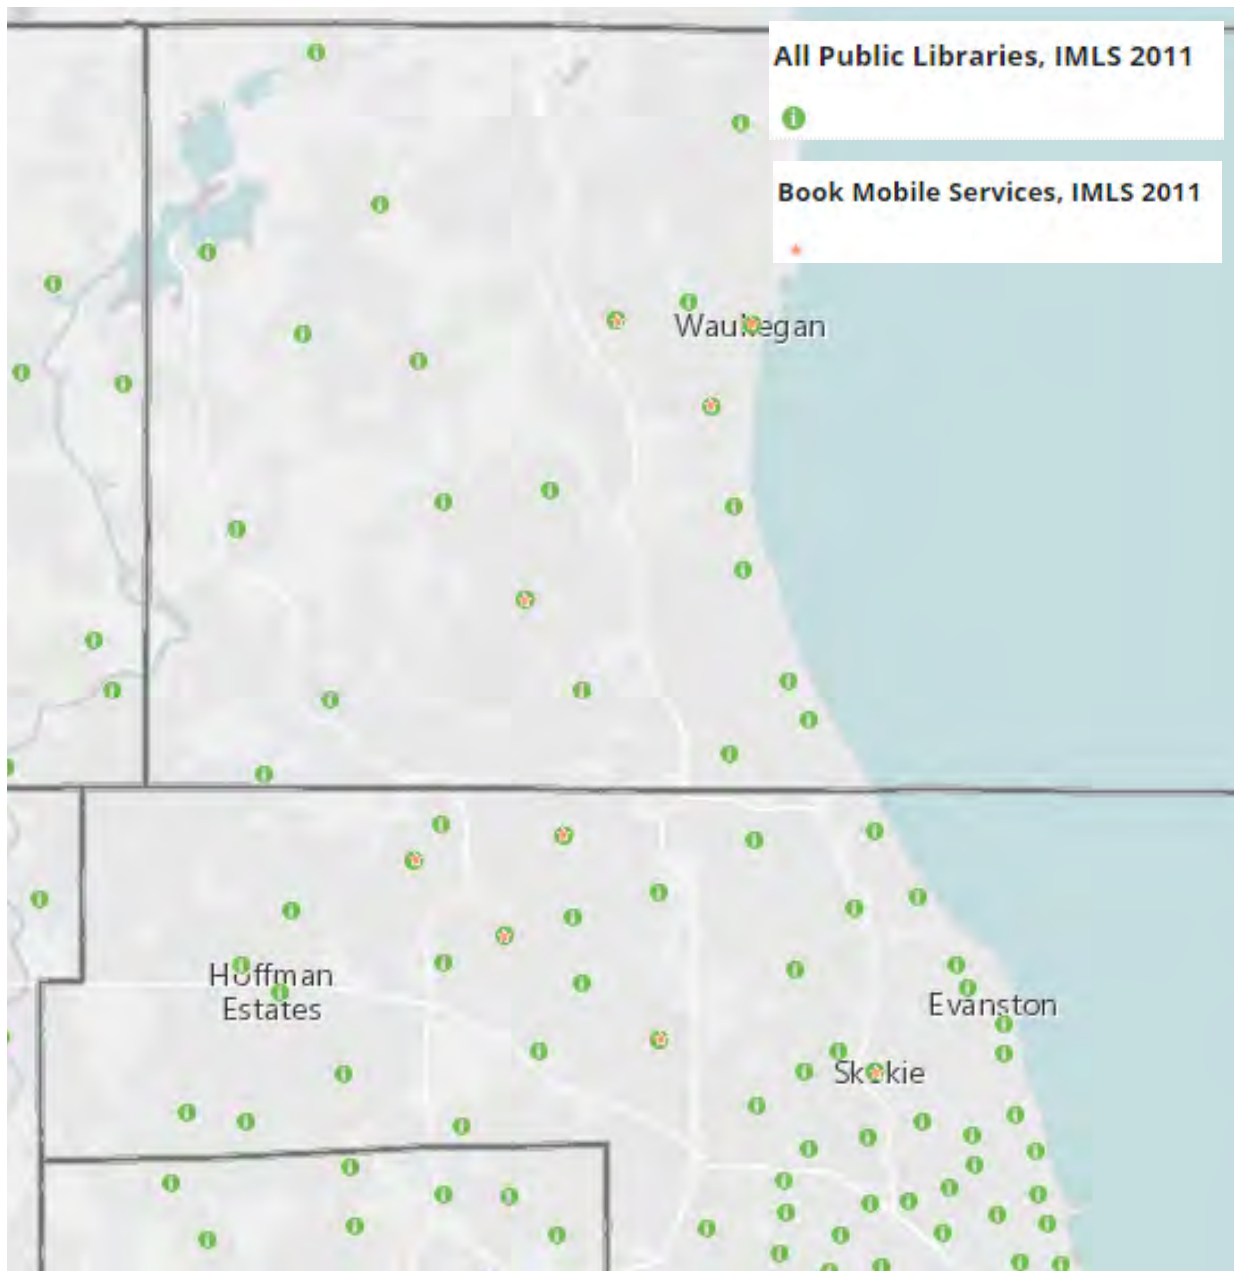 All Public Libraries, IMLS 2011
Book Mobile Services, IMLS 2011
Waukegan
Hoffman
Estates
Evanston
Skokie